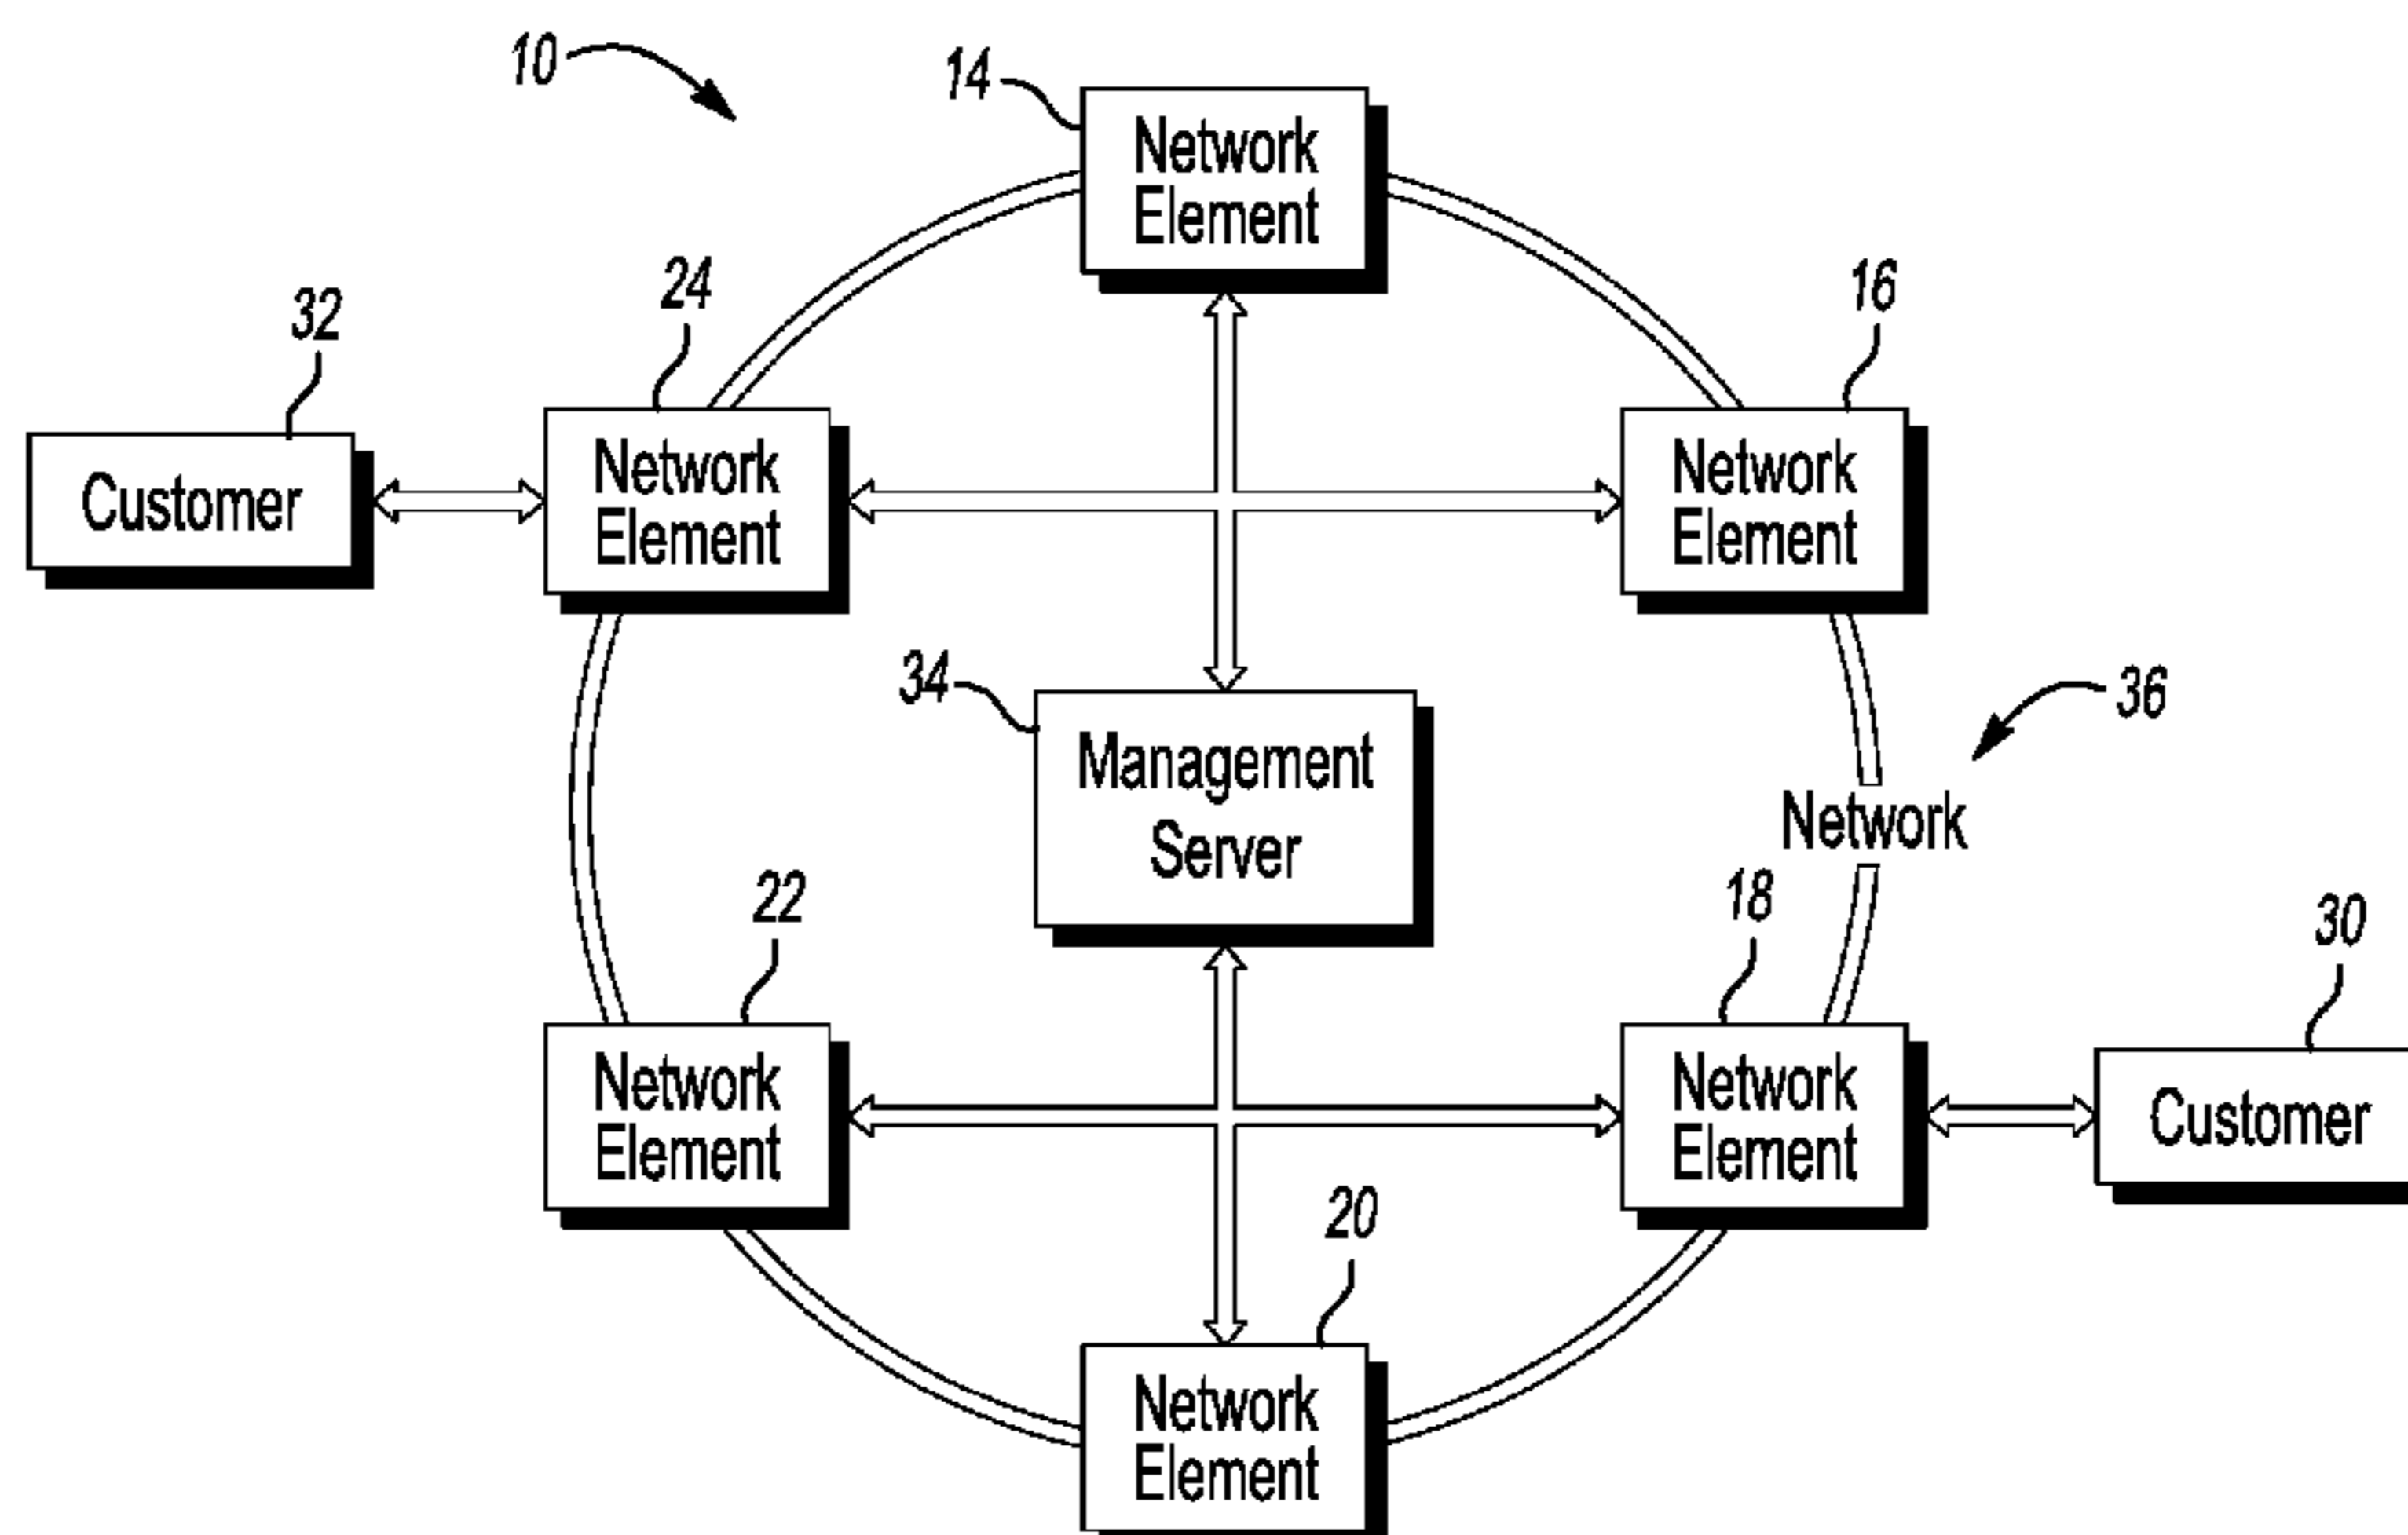 10
14
Network
Element
24
16
32
Network
Element
Network
Element
Customer
34
36
Management
Server
Network
22
18
30
Network
Element
Network
Element
Customer
20
Network
Element